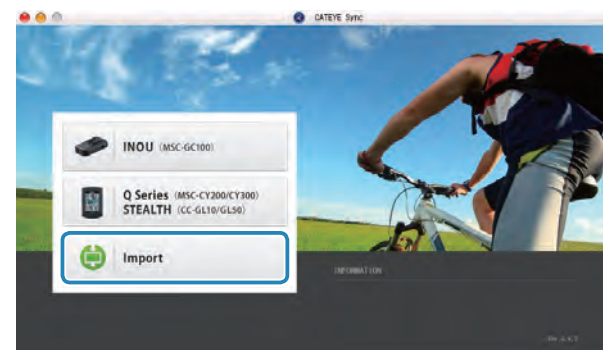 CATEYE Sync
INOU (MSC-GC100)
Q Series (MSC-CY200/CY300)
STEALTH (CC-GL10/GL50)
Import
INFORMATION